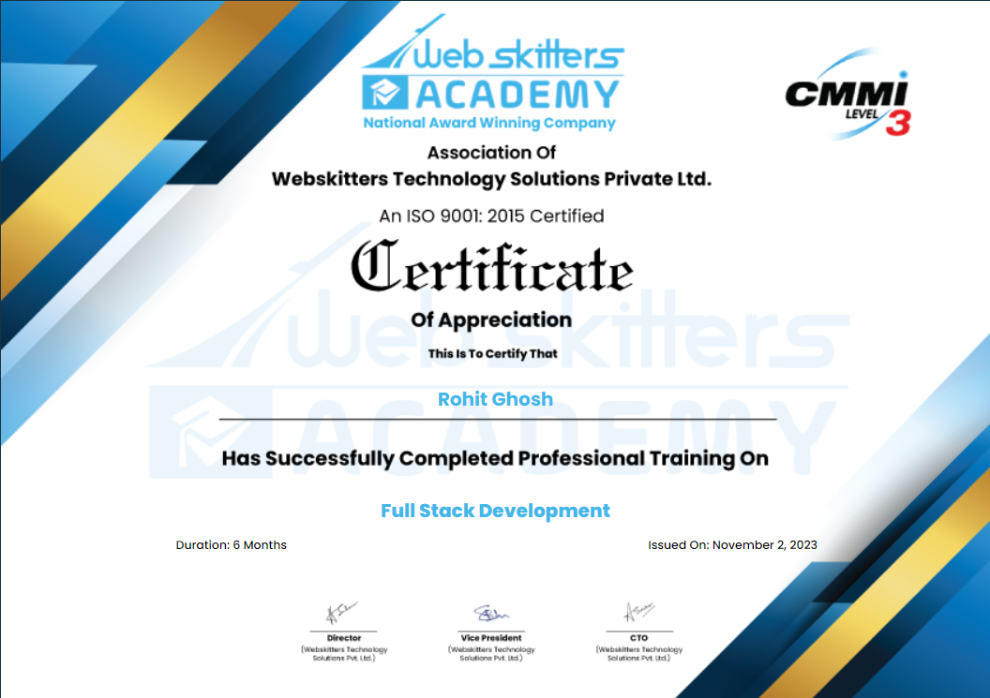 Web skitters
ACADEMY
National Award Winning Company
CMMi
LEVEL 3
Association Of
Webskitters Technology Solutions Private Ltd.
An ISO 9001: 2015 Certified
Certificate
Of Appreciation
This Is To Certify That
Rohit Ghosh
Has Successfully Completed Professional Training On
Full Stack Development
Duration: 6 Months
Issued On: November 2, 2023
Director
(Webskitters Technology
Solutions Pvt. Ltd.)
Vice President
(Webskitters Technology
Solutions Pvt. Ltd.)
CTO
(Webskitters Technology
Solutions Pvt. Ltd.)
Web skitters
ACADEMY